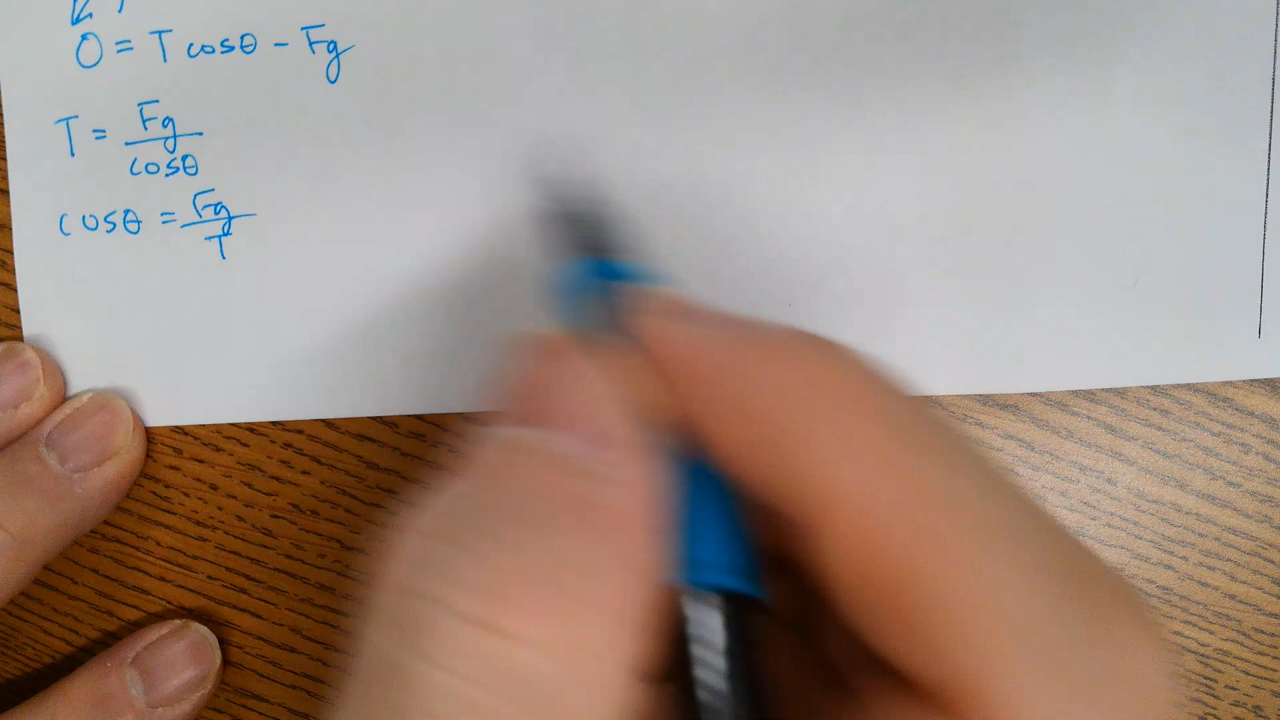 0 = T cosθ - Fg
T = Fg / cosθ
cosθ = Fg / T